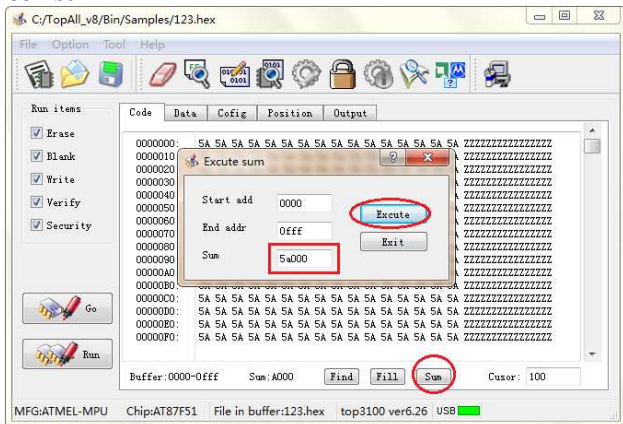 C:/TopAll_v8/Bin/Samples/123.hex
File Option Tool Help
Run items
Erase
Blank
Write
Verify
Security
Go
Run
Code Data Cofig Position Output
0000000: 5A 5A 5A 5A 5A 5A 5A 5A 5A 5A 5A 5A 5A 5A 5A 5A ZZZZZZZZZZZZZZZZ
0000010
0000020
0000030
0000040
0000050
0000060
0000070
0000080
0000090
00000A0
00000B0
00000C0: 5A 5A 5A 5A 5A 5A 5A 5A 5A 5A 5A 5A 5A 5A 5A 5A ZZZZZZZZZZZZZZZZ
00000D0: 5A 5A 5A 5A 5A 5A 5A 5A 5A 5A 5A 5A 5A 5A 5A 5A ZZZZZZZZZZZZZZZZ
00000E0: 5A 5A 5A 5A 5A 5A 5A 5A 5A 5A 5A 5A 5A 5A 5A 5A ZZZZZZZZZZZZZZZZ
00000F0: 5A 5A 5A 5A 5A 5A 5A 5A 5A 5A 5A 5A 5A 5A 5A 5A ZZZZZZZZZZZZZZZZ
Excute sum
Start add 0000
Excute
End addr 0fff
Exit
Sum 5a000
Buffer:0000-0fff Sum:A000 Find Fill Sum Cusor: 100
MFG:ATMEL-MPU Chip:AT87F51 File in buffer:123.hex top3100 ver6.26 USB